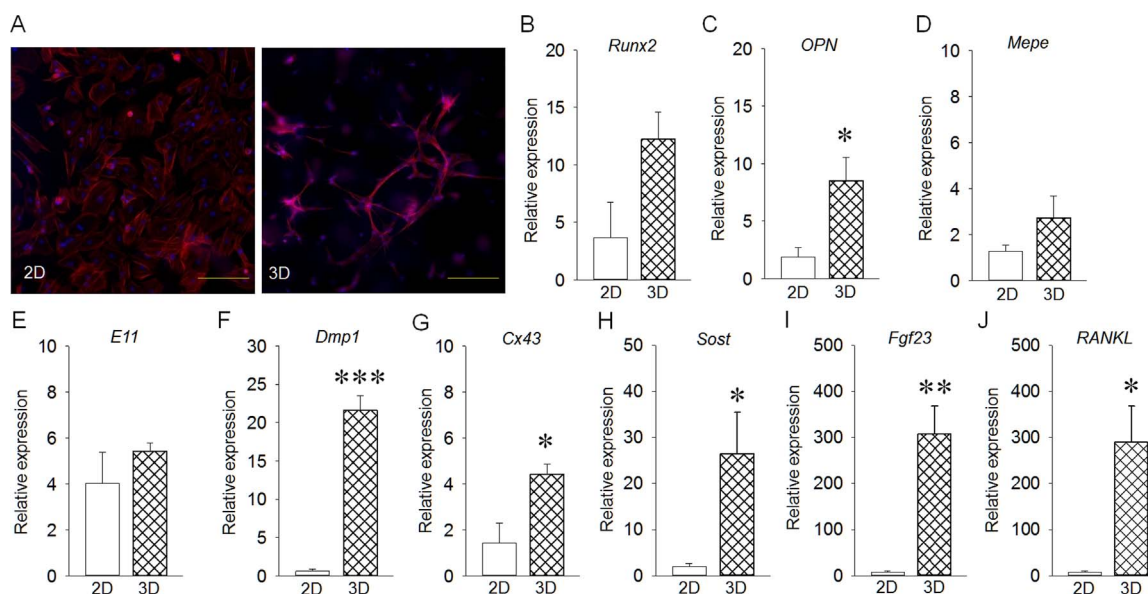 A
2D
3D
B
Runx2
Relative expression
20
15
10
5
0
2D 3D
C
OPN
Relative expression
20
15
10
5
0
2D 3D
*
D
Mepe
Relative expression
10
8
6
4
2
0
2D 3D
E
E11
Relative expression
10
8
6
4
2
0
2D 3D
F
Dmp1
Relative expression
30
25
20
15
10
5
0
2D 3D
***
G
Cx43
Relative expression
10
8
6
4
2
0
2D 3D
*
H
Sost
Relative expression
50
40
30
20
10
0
2D 3D
*
I
Fgf23
Relative expression
500
400
300
200
100
0
2D 3D
**
J
RANKL
Relative expression
500
400
300
200
100
0
2D 3D
*